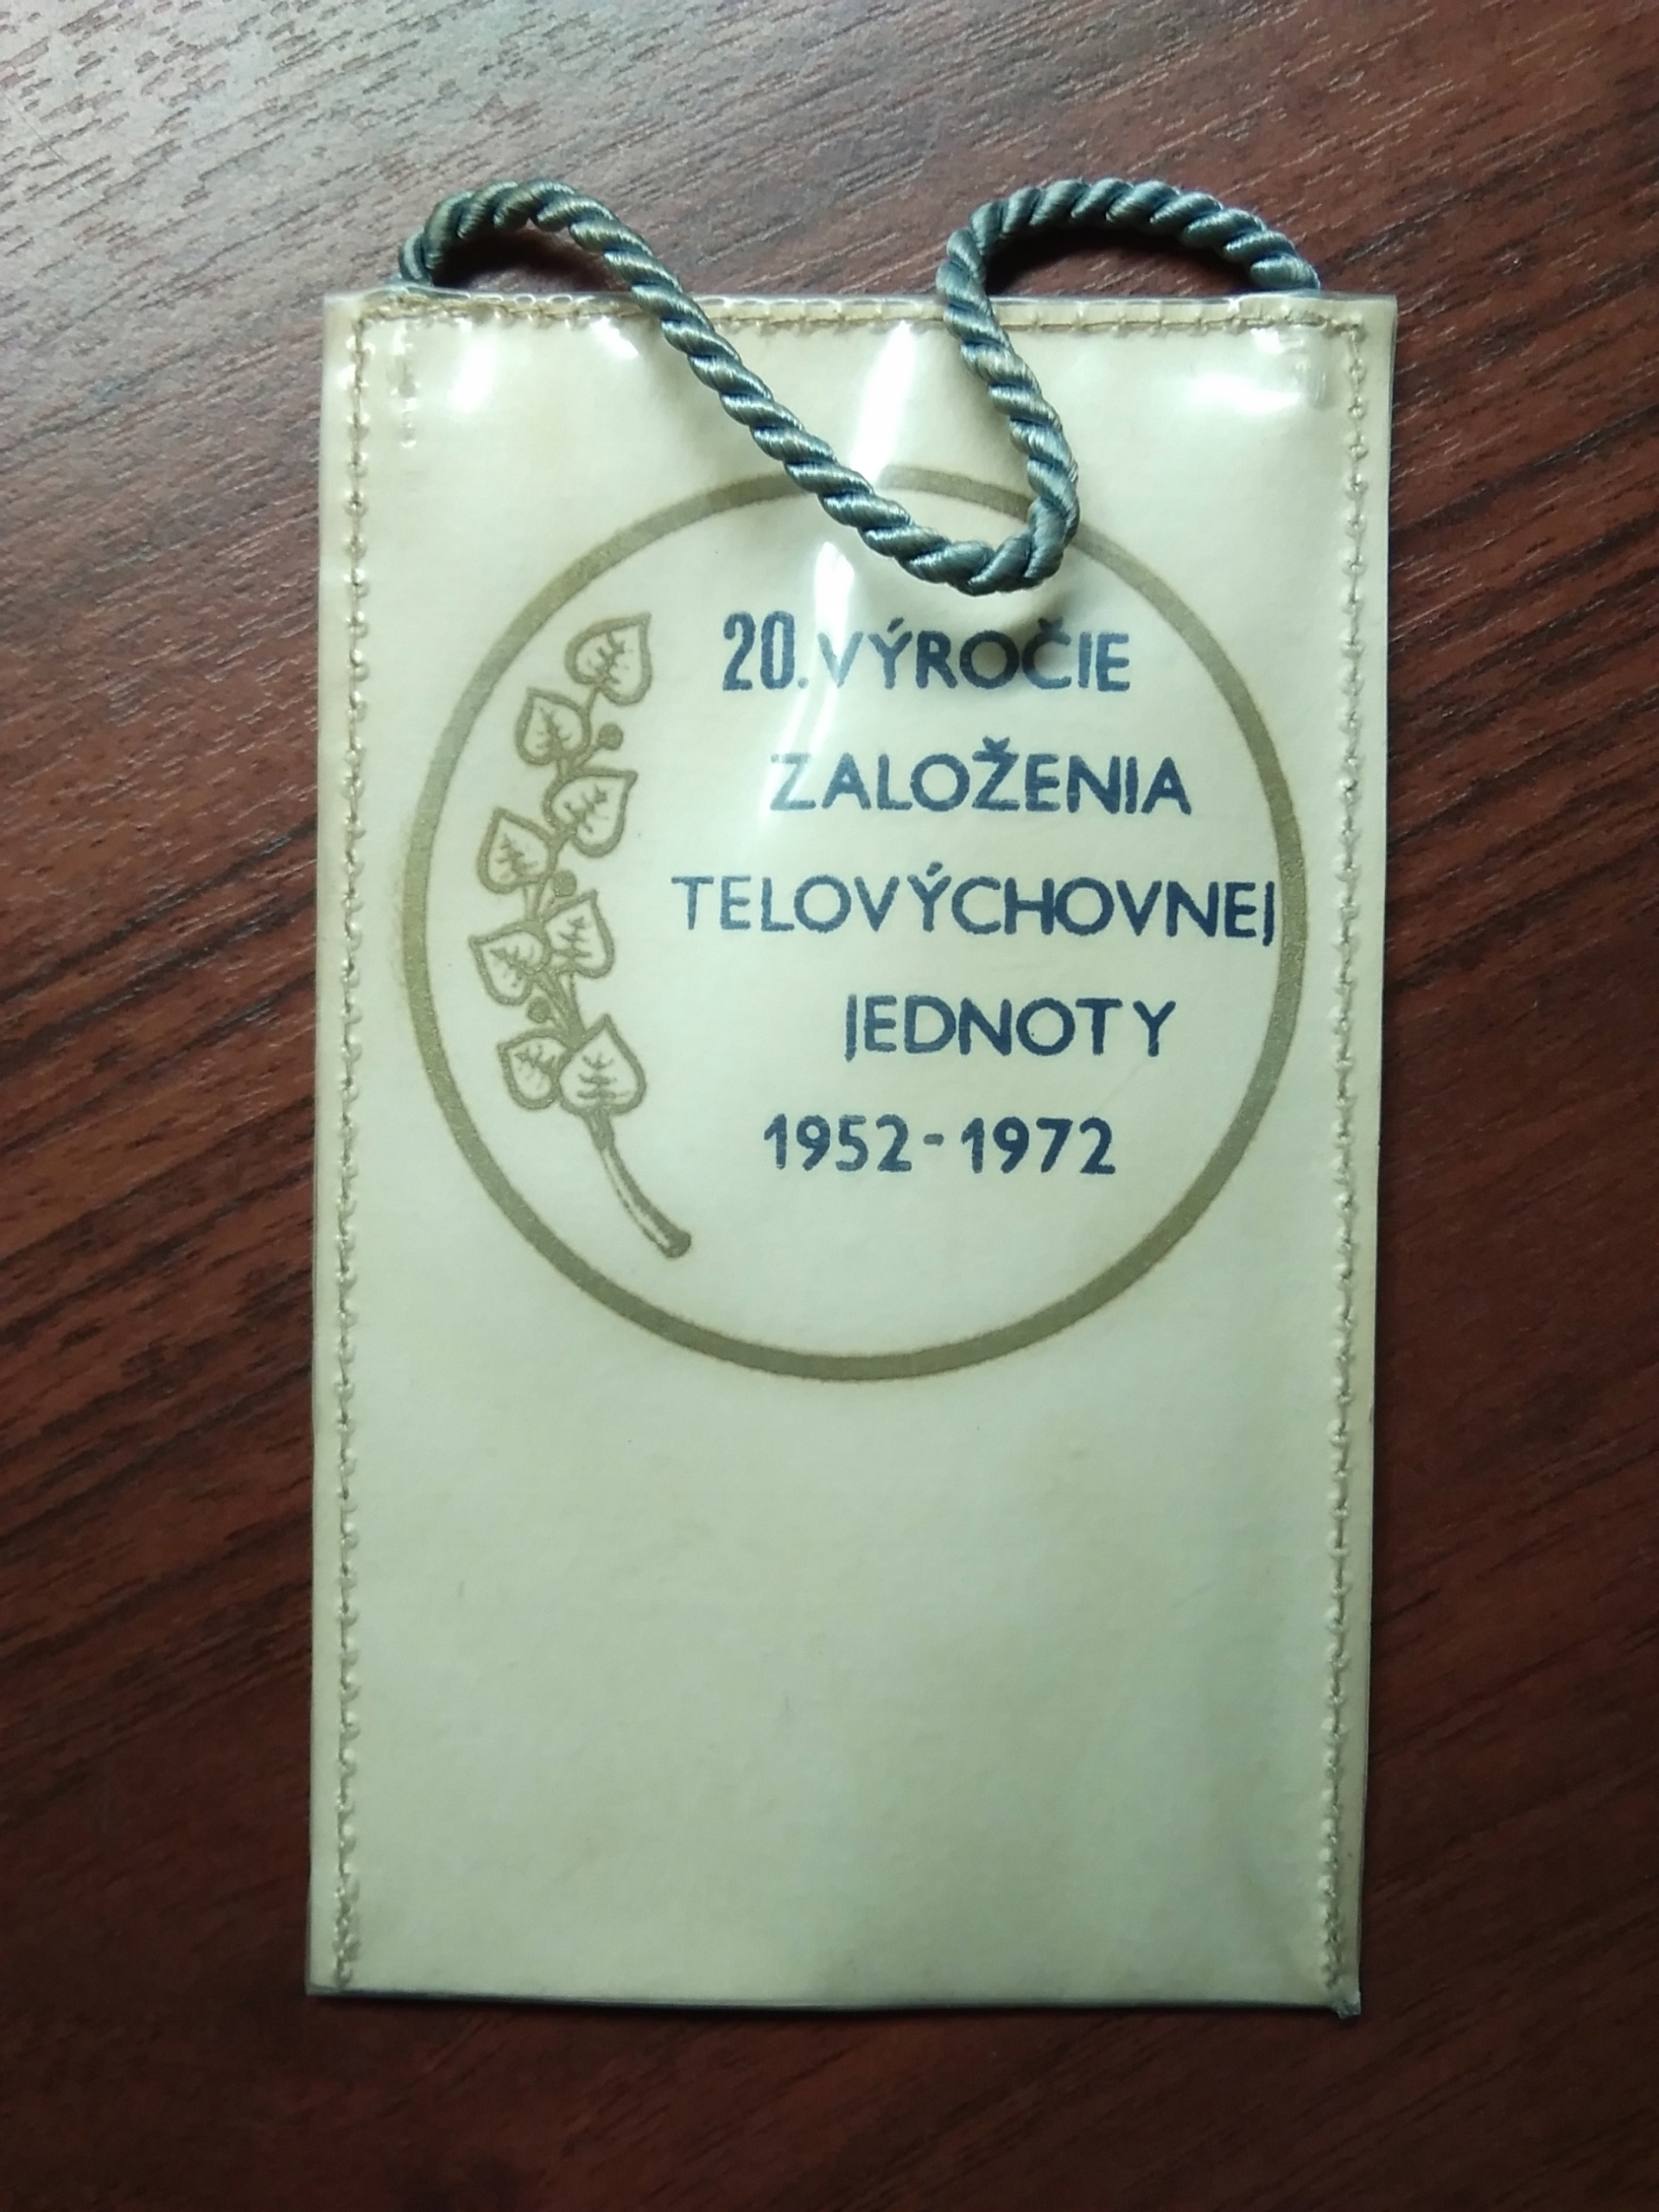 20. VÝROČIE
ZALOŽENIA
TELOVÝCHOVNEJ
JEDNOTY
1952-1972